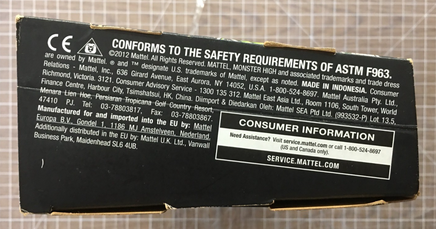 CE
CONFORMS TO THE SAFETY REQUIREMENTS OF ASTM F963.
©2012 Mattel. All Rights Reserved. MATTEL, MONSTER HIGH and associated trademarks and trade dress
are owned by Mattel. ® and ™ designate U.S. trademarks of Mattel, except as noted. MADE IN INDONESIA. Consumer
Relations - Mattel, Inc., 636 Girard Avenue, East Aurora, NY 14052, U.S.A. 1-800-524-8697. Mattel Australia Pty. Ltd.,
Richmond, Victoria. 3121. Consumer Advisory Service - 1300 135 312. Mattel East Asia Ltd., Room 1106, South Tower, World
Finance Centre, Harbour City, Tsimshatsui, HK, China. Diimport & Diedarkan Oleh: Mattel SEA Ptd Ltd. (993532-P) Lot 13.5,
Menara Lien Hoe, Persiaran Tropicana Golf Country Resort,
47410 PJ. Tel: 03-78803817, Fax: 03-78803867.
Manufactured for and imported into the EU by: Mattel
Europa B.V., Gondel 1, 1186 MJ Amstelveen, Nederland.
Additionally distributed in the EU by: Mattel U.K. Ltd., Vanwall
Business Park, Maidenhead SL6 4UB.
CONSUMER INFORMATION
Need Assistance? Visit service.mattel.com or call 1-800-524-8697
(US and Canada only).
SERVICE.MATTEL.COM